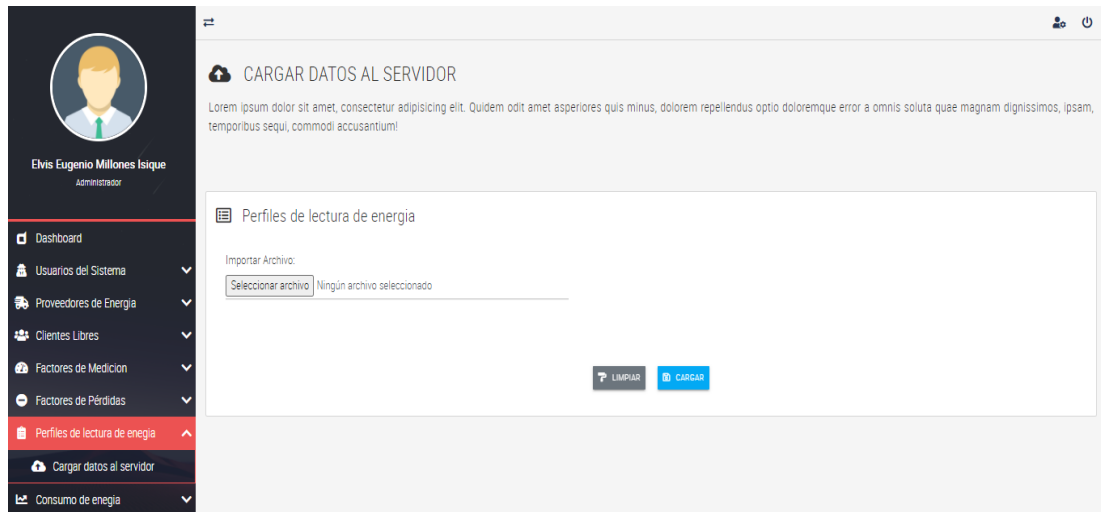 Elvis Eugenio Millones Isique
Administrador
Dashboard
Usuarios del Sistema
Proveedores de Energia
Clientes Libres
Factores de Medicion
Factores de Pérdidas
Perfiles de lectura de enegia
Cargar datos al servidor
Consumo de enegia
CARGAR DATOS AL SERVIDOR
Lorem ipsum dolor sit amet, consectetur adipisicing elit. Quidem odit amet asperiores quis minus, dolorem repellendus optio doloremque error a omnis soluta quae magnam dignissimos, ipsam,
temporibus sequi, commodi accusantium!
Perfiles de lectura de energia
Importar Archivo:
Seleccionar archivo Ningún archivo seleccionado
LIMPIAR CARGAR